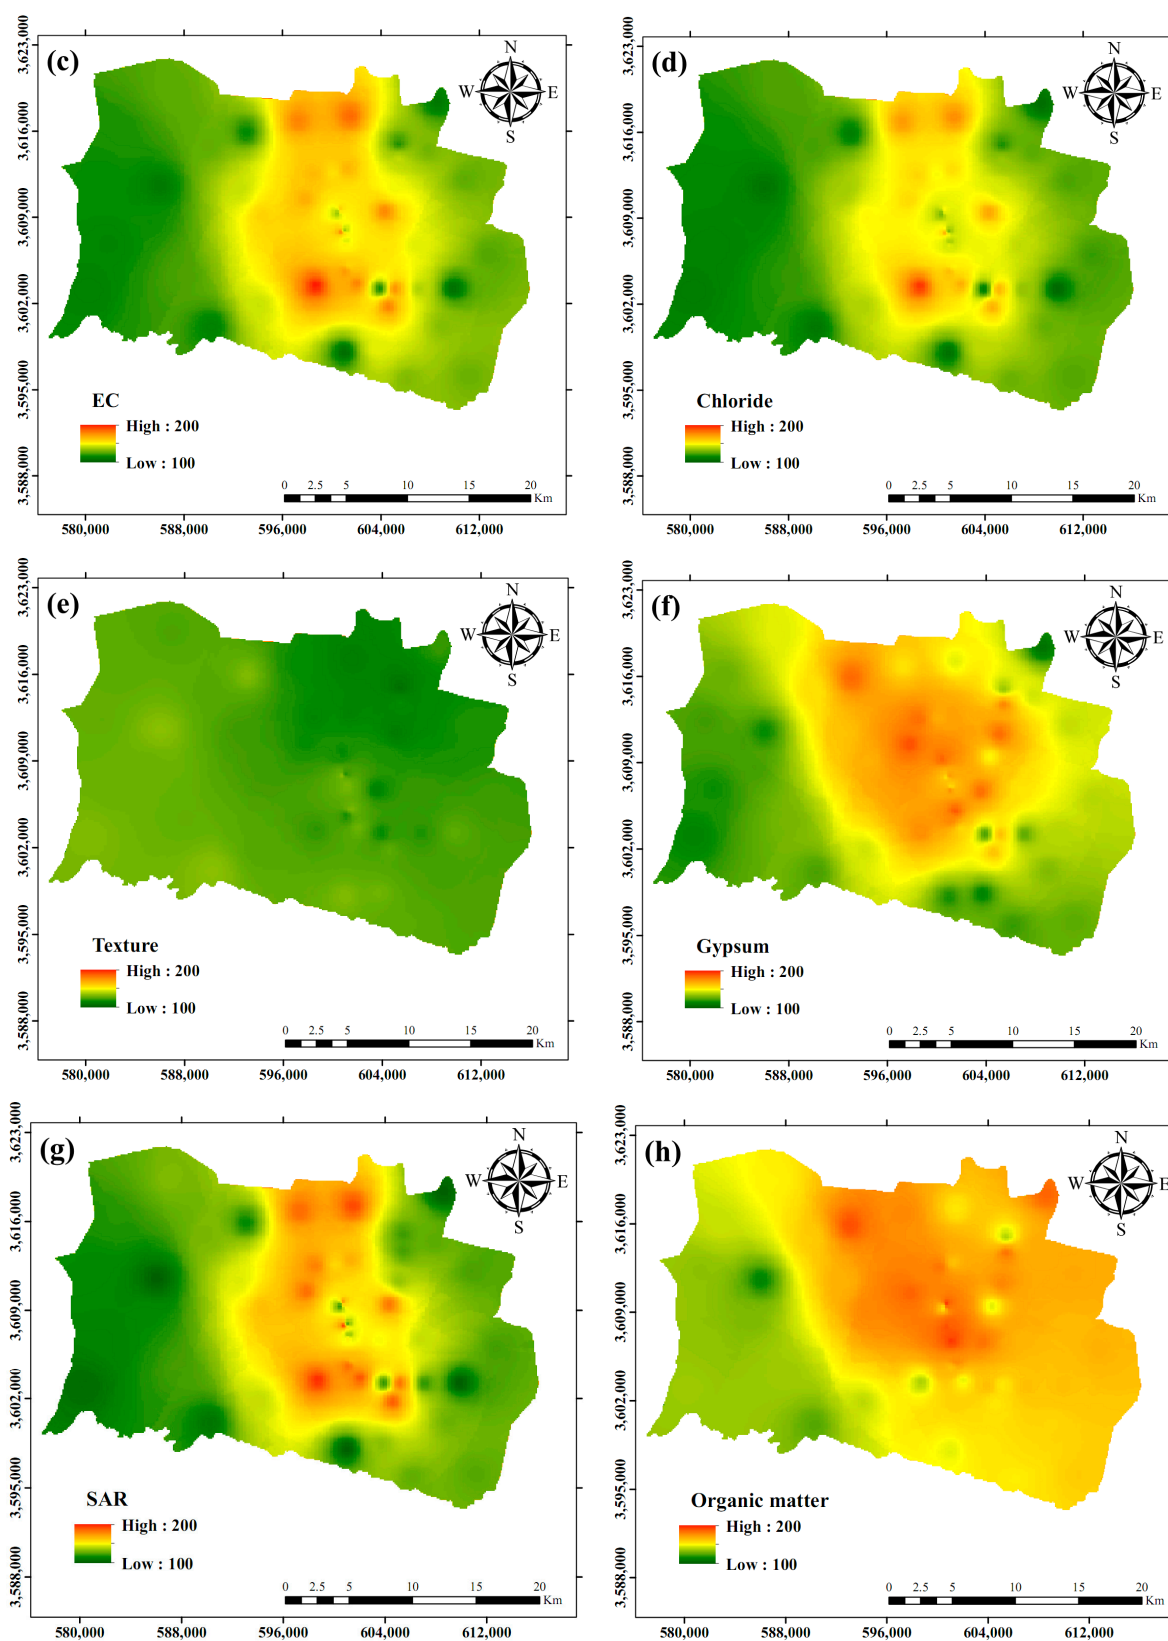 (c)
N
W E
S
3,623,000
3,616,000
3,609,000
3,602,000
3,595,000
3,588,000
EC
High : 200
Low : 100
0 2.5 5 10 15 20
Km
580,000 588,000 596,000 604,000 612,000
(d)
N
W E
S
3,623,000
3,616,000
3,609,000
3,602,000
3,595,000
3,588,000
Chloride
High : 200
Low : 100
0 2.5 5 10 15 20
Km
580,000 588,000 596,000 604,000 612,000
(e)
N
W E
S
3,623,000
3,616,000
3,609,000
3,602,000
3,595,000
3,588,000
Texture
High : 200
Low : 100
0 2.5 5 10 15 20
Km
580,000 588,000 596,000 604,000 612,000
(f)
N
W E
S
3,623,000
3,616,000
3,609,000
3,602,000
3,595,000
3,588,000
Gypsum
High : 200
Low : 100
0 2.5 5 10 15 20
Km
580,000 588,000 596,000 604,000 612,000
(g)
N
W E
S
3,623,000
3,616,000
3,609,000
3,602,000
3,595,000
3,588,000
SAR
High : 200
Low : 100
0 2.5 5 10 15 20
Km
580,000 588,000 596,000 604,000 612,000
(h)
N
W E
S
3,623,000
3,616,000
3,609,000
3,602,000
3,595,000
3,588,000
Organic matter
High : 200
Low : 100
0 2.5 5 10 15 20
Km
580,000 588,000 596,000 604,000 612,000